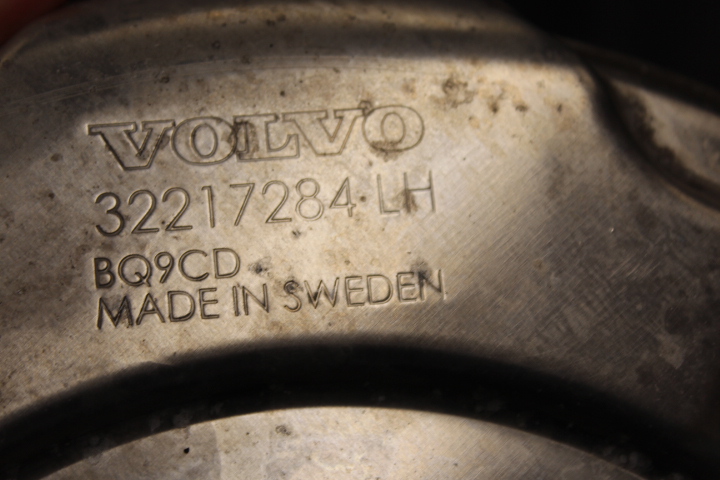 VOLVO
32217284 LH
BQ9CD
MADE IN SWEDEN